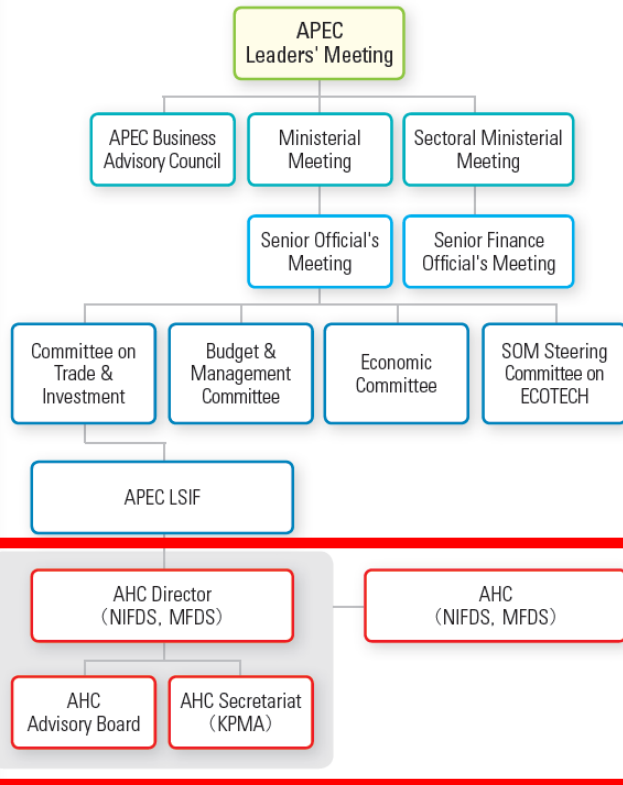 APEC
Leaders' Meeting
APEC Business
Advisory Council
Ministerial
Meeting
Sectoral Ministerial
Meeting
Senior Official's
Meeting
Senior Finance
Official's Meeting
Committee on
Trade &
Investment
Budget &
Management
Committee
Economic
Committee
SOM Steering
Committee on
ECOTECH
APEC LSIF
AHC Director
(NIFDS, MFDS)
AHC
(NIFDS, MFDS)
AHC
Advisory Board
AHC Secretariat
(KPMA)